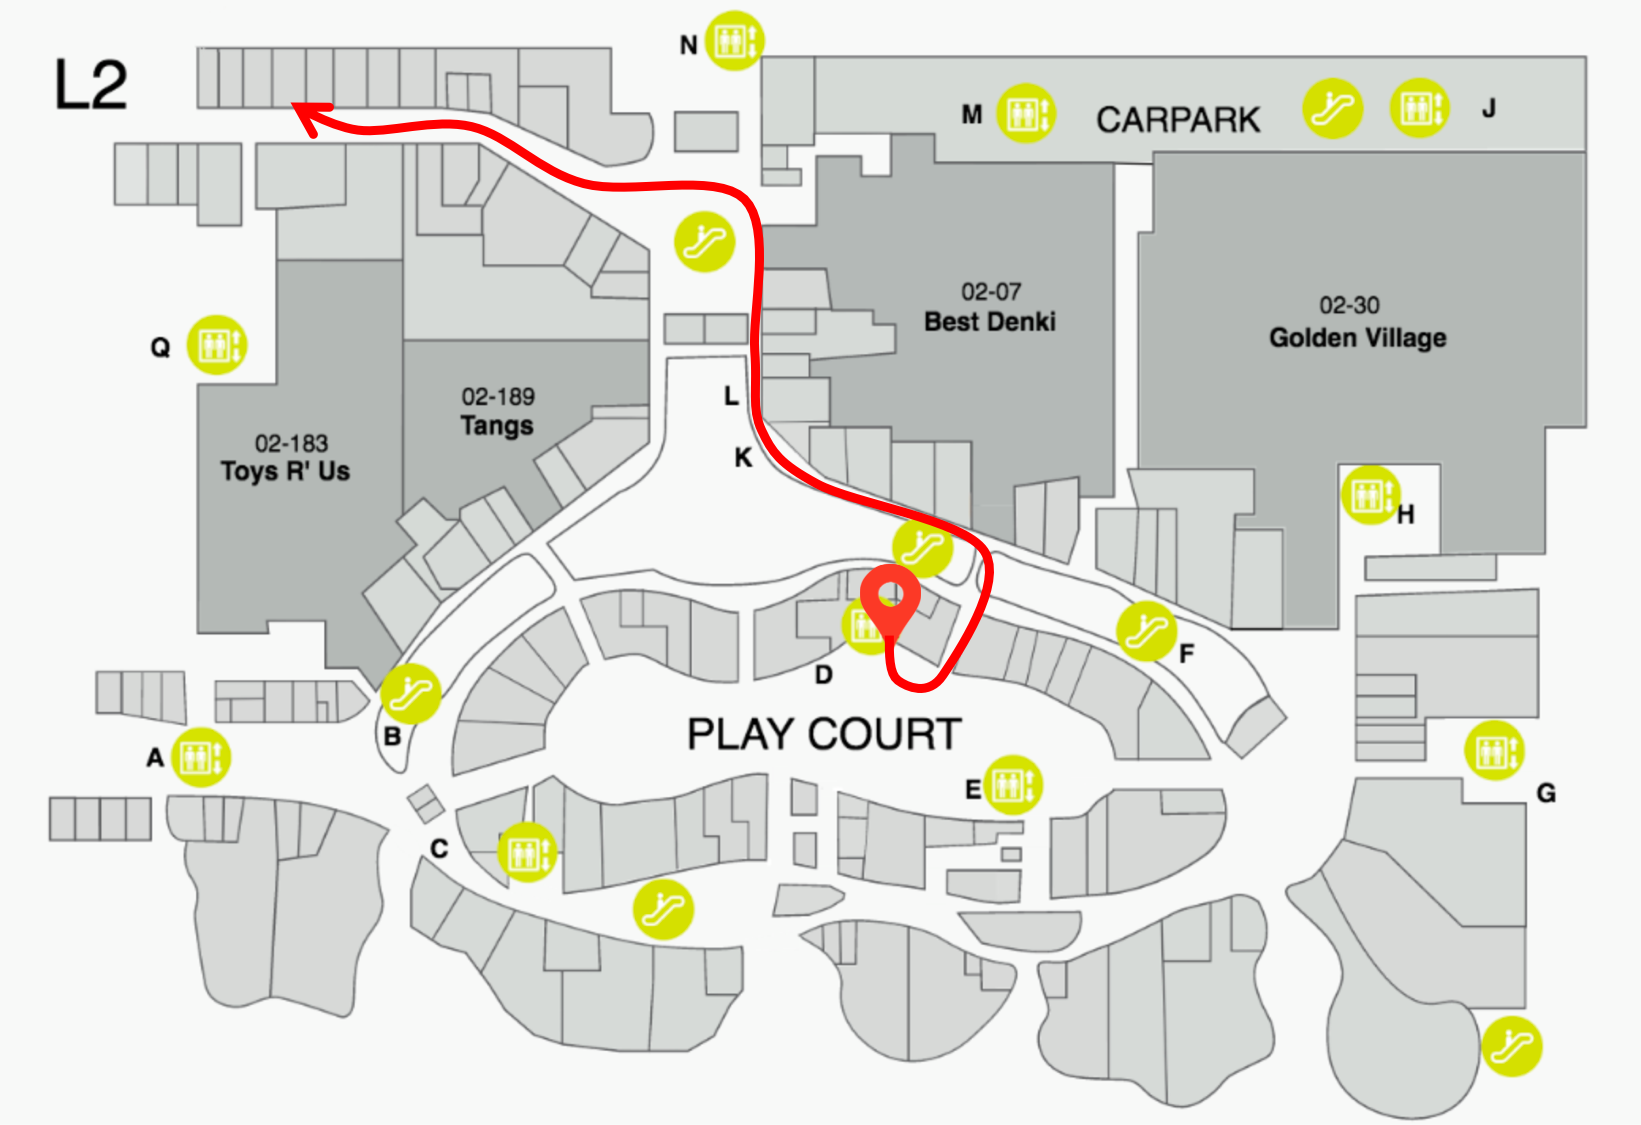 L2
N
M
CARPARK
J
02-07
Best Denki
02-30
Golden Village
Q
L
02-189
Tangs
02-183
Toys R' Us
K
H
D
F
PLAY COURT
B
A
E
G
C